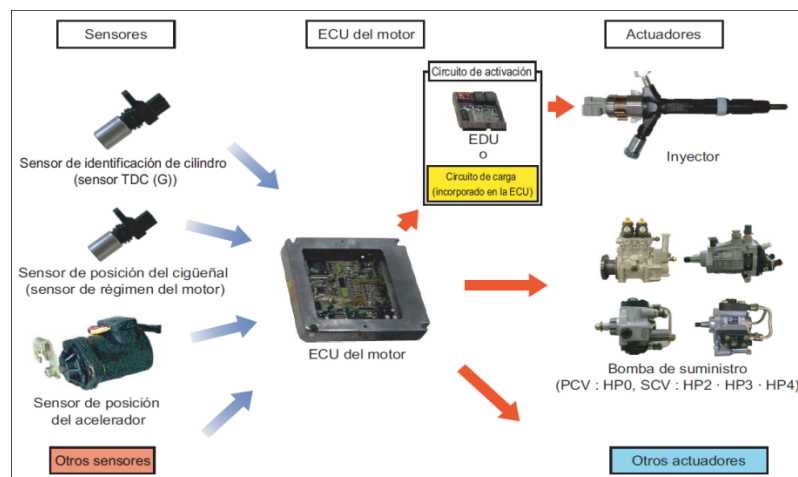 Sensores
ECU del motor
Actuadores
Circuito de activación
EDU
o
Circuito de carga
(incorporado en la ECU)
Inyector
Sensor de identificación de cilindro
(sensor TDC (G))
Sensor de posición del cigüeñal
(sensor de régimen del motor)
ECU del motor
Bomba de suministro
(PCV : HP0, SCV : HP2 · HP3 · HP4)
Sensor de posición
del acelerador
Otros sensores
Otros actuadores